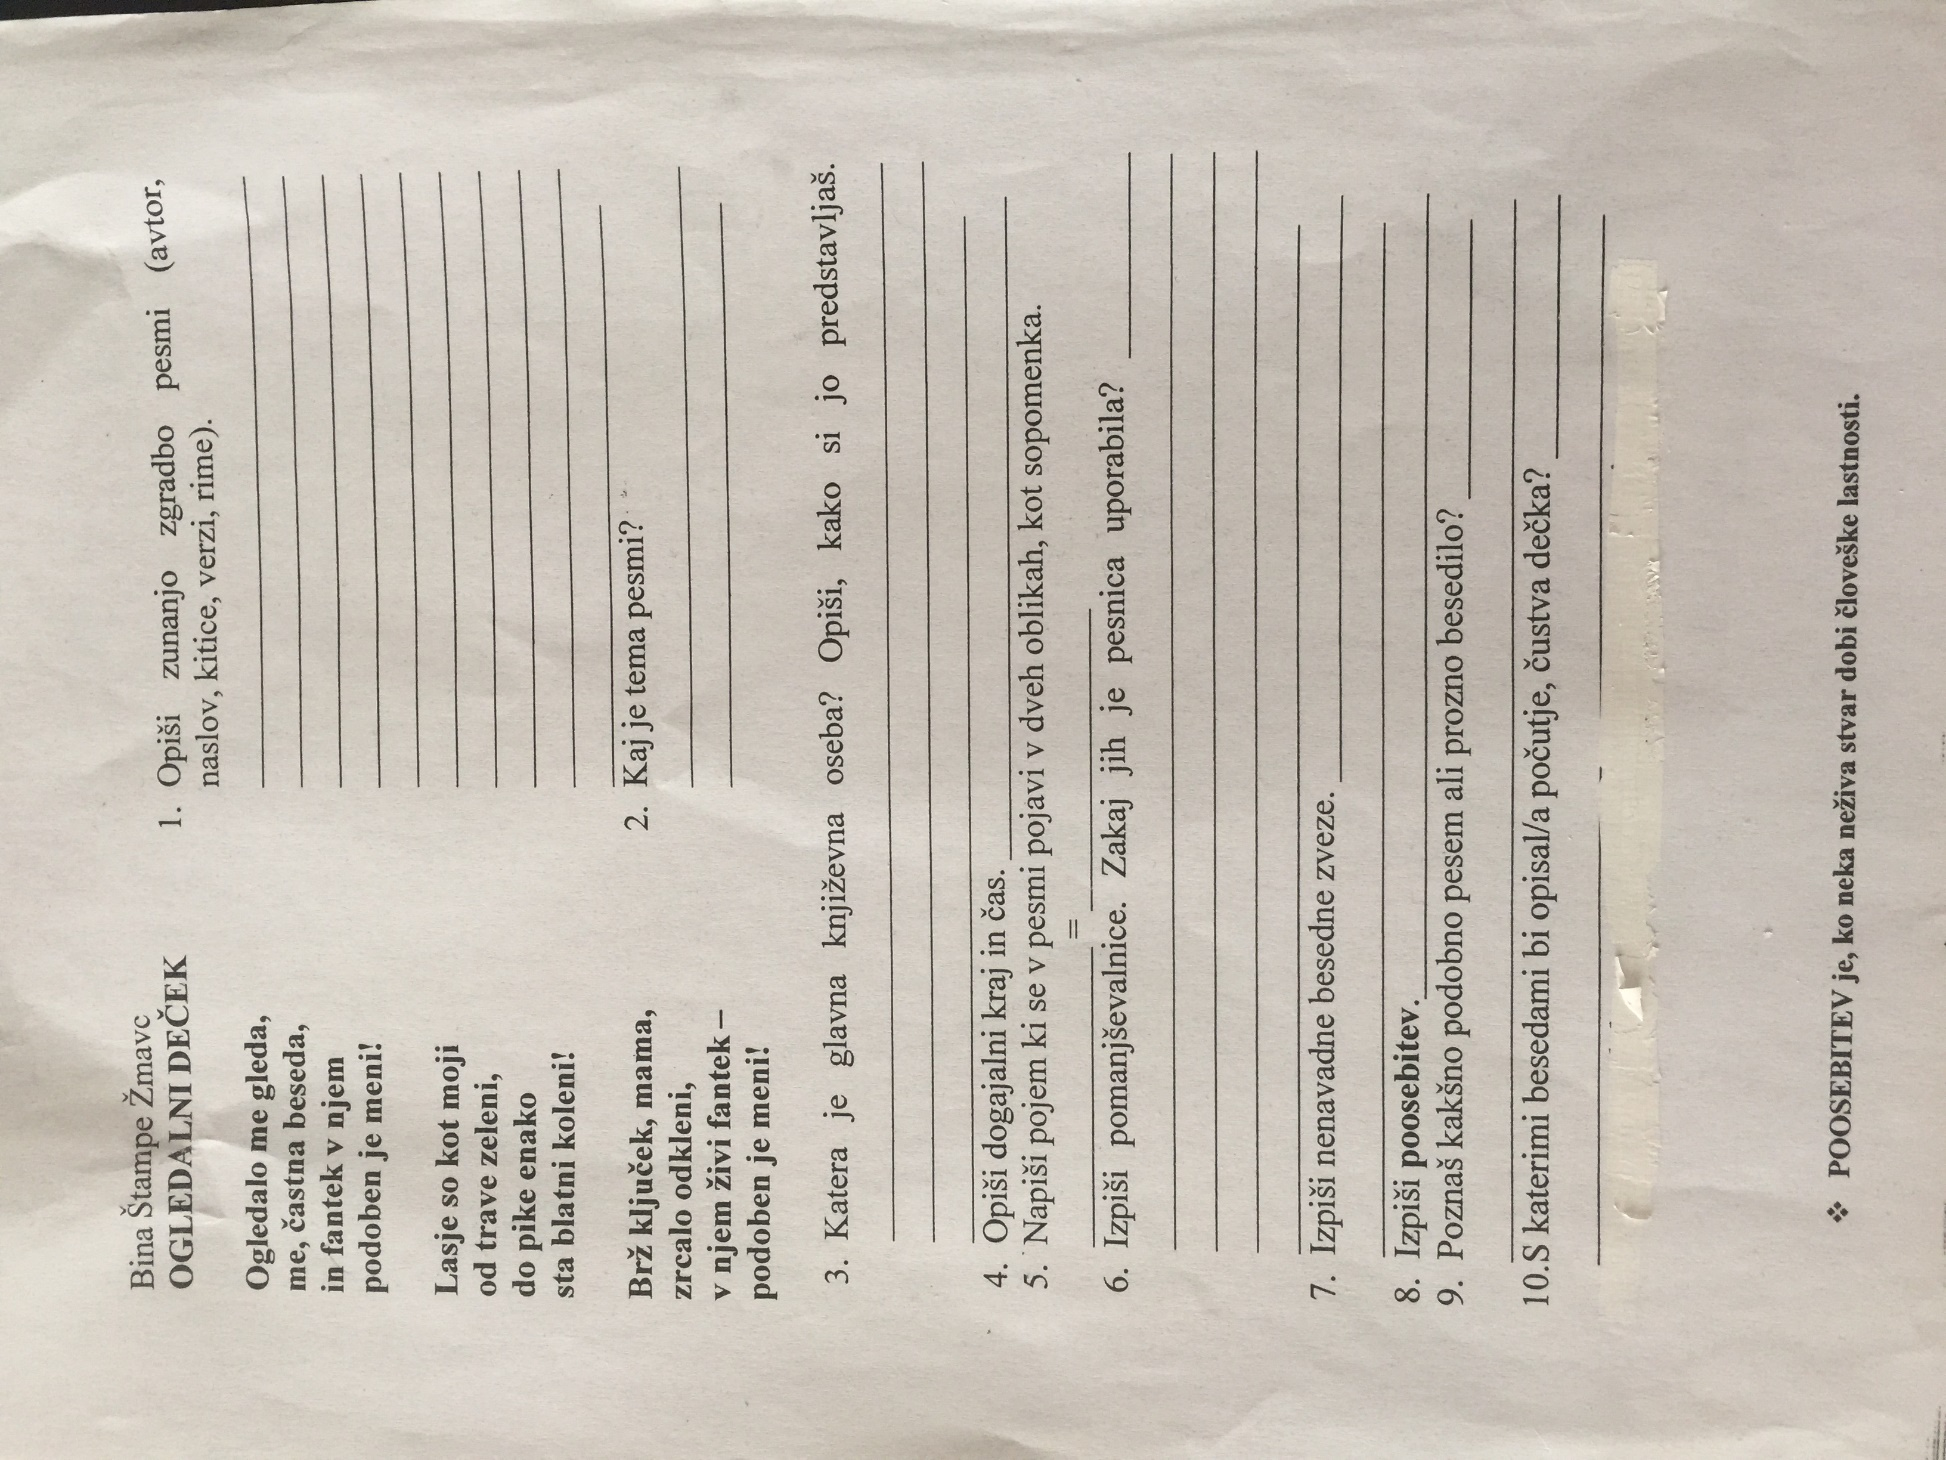 Bina Štampe Žmavc
OGLEDALNI DEČEK
Ogledalo me gleda,
me, častna beseda,
in fantek v njem
podoben je meni!
Lasje so kot moji
od trave zeleni,
do pike enako
sta blatni koleni!
Brž ključek, mama,
zrcalo odkleni,
v njem živi fantek –
podoben je meni!
1. Opiši zunanjo zgradbo pesmi (avtor,
naslov, kitice, verzi, rime).
2. Kaj je tema pesmi?
3. Katera je glavna književna oseba? Opiši, kako si jo predstavljaš.
4. Opiši dogajalni kraj in čas.
5. Napiši pojem ki se v pesmi pojavi v dveh oblikah, kot sopomenka.
=
6. Izpiši pomanjševalnice. Zakaj jih je pesnica uporabila?
7. Izpiši nenavadne besedne zveze.
8. Izpiši poosebitev.
9. Poznaš kakšno podobno pesem ali prozno besedilo?
10.S katerimi besedami bi opisal/a počutje, čustva dečka?
❖ POOSEBITEV je, ko neka neživa stvar dobi človeške lastnosti.